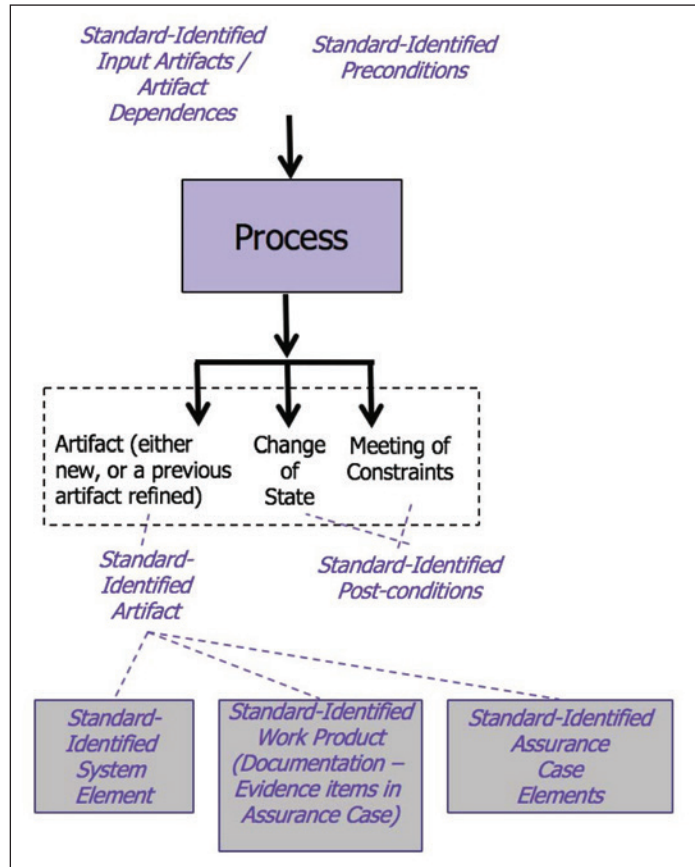 Standard-Identified
Input Artifacts /
Artifact
Dependences
Standard-Identified
Preconditions
Process
Artifact (either
new, or a previous
artifact refined)
Change
of
State
Meeting of
Constraints
Standard-
Identified
Artifact
Standard-Identified
Post-conditions
Standard-
Identified
System
Element
Standard-Identified
Work Product
(Documentation –
Evidence items in
Assurance Case)
Standard-Identified
Assurance
Case
Elements